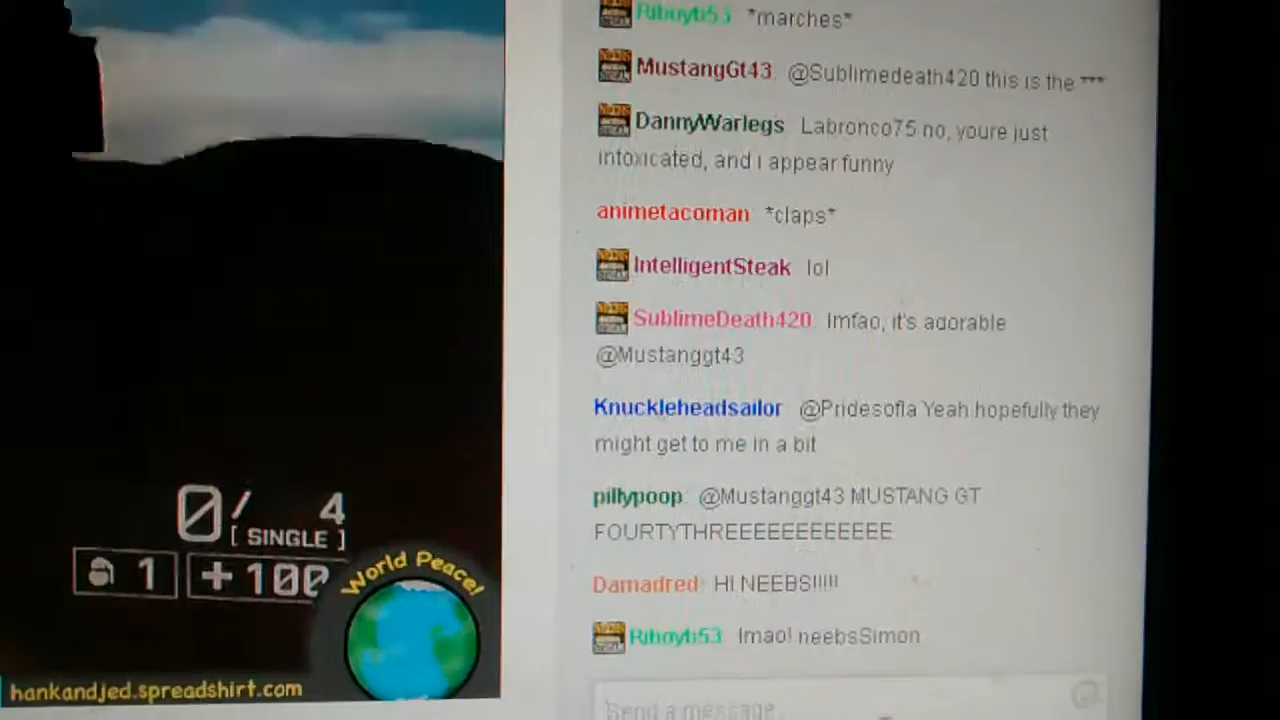 Riboyb53 *marches*
MustangGt43 @Sublimedeath420 this is the ***
DannyWarlegs Labronco75 no, youre just
intoxicated, and i appear funny
animetacoman *claps*
IntelligentSteak lol
SublimeDeath420 lmfao, it's adorable
@Mustanggt43
Knuckleheadsailor @Pridesofla Yeah hopefully they
might get to me in a bit
pillypoop: @Mustanggt43 MUSTANG GT
FOURTYTHREEEEEEEEEEEE
Damadred: HI NEEBS!!!!!
Riboyb53 lmao! neebsSimon
Send a message
0/ 4
[ SINGLE ]
1 +100
World Peace!
hankandjed.spreadshirt.com